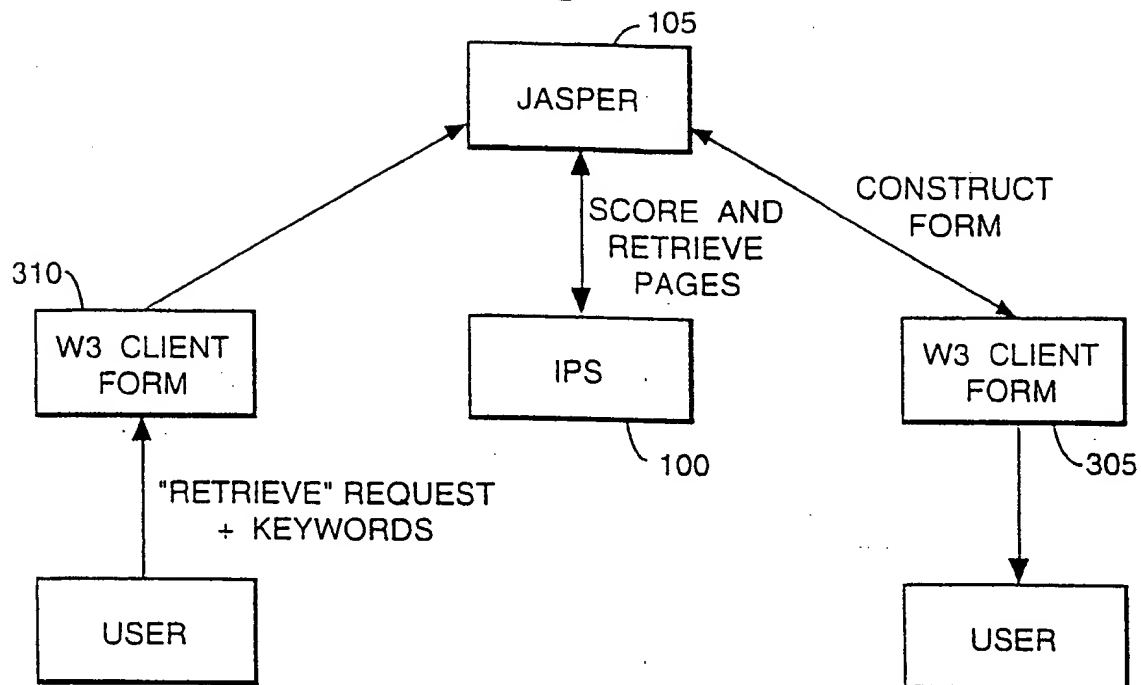 105
JASPER
SCORE AND
RETRIEVE
PAGES
CONSTRUCT
FORM
310
W3 CLIENT
FORM
IPS
100
W3 CLIENT
FORM
305
"RETRIEVE" REQUEST
+ KEYWORDS
USER
USER